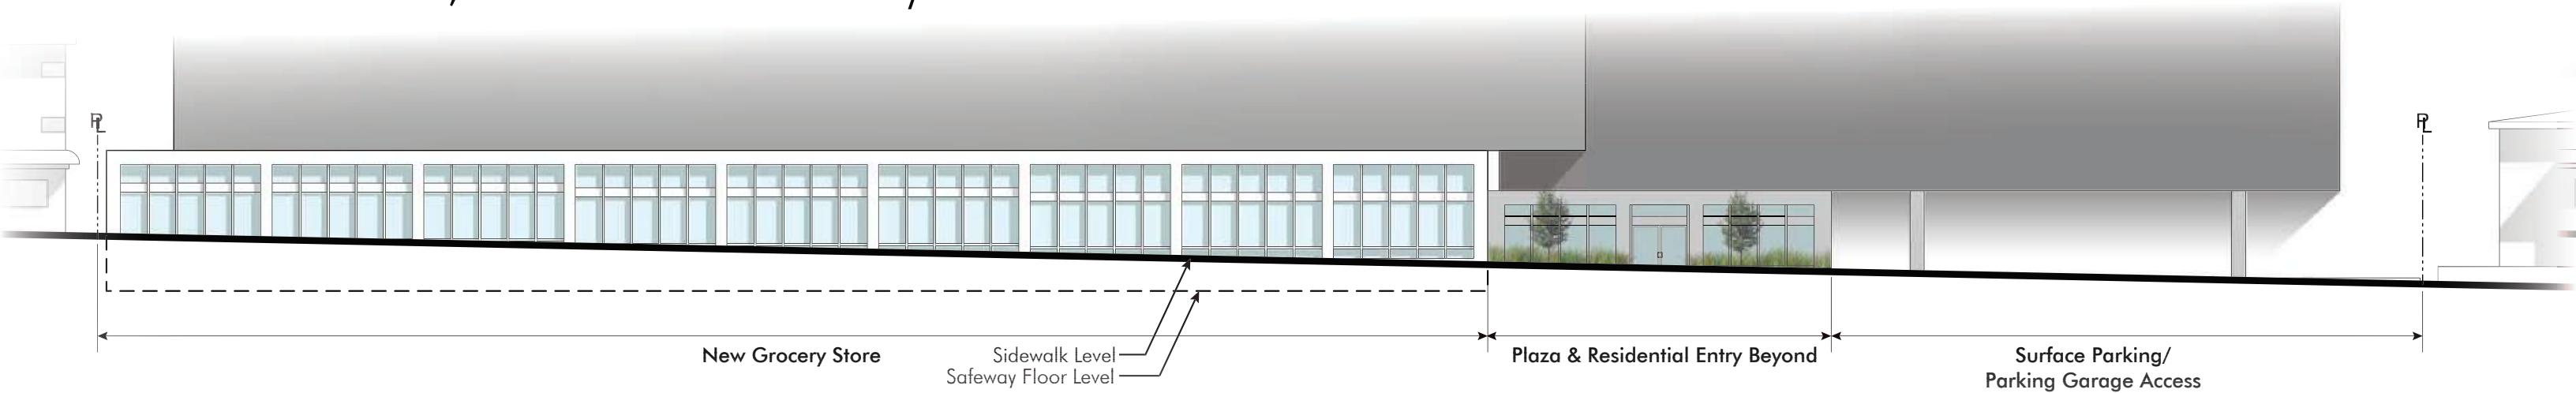 PL
PL
New Grocery Store
Sidewalk Level
Safeway Floor Level
Plaza & Residential Entry Beyond
Surface Parking/
Parking Garage Access